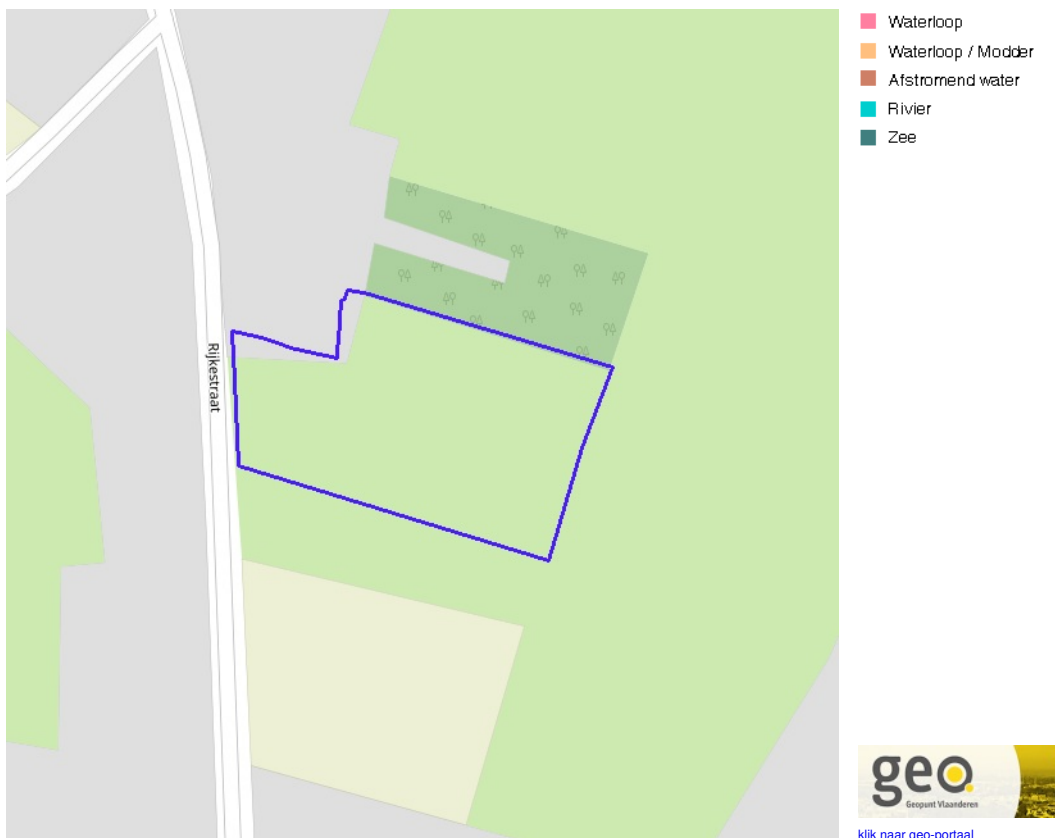 Waterloop
Waterloop / Modder
Afstromend water
Rivier
Zee
Rijkestraat
geo.
Geopunt Vlaanderen
klik naar geo-portaal